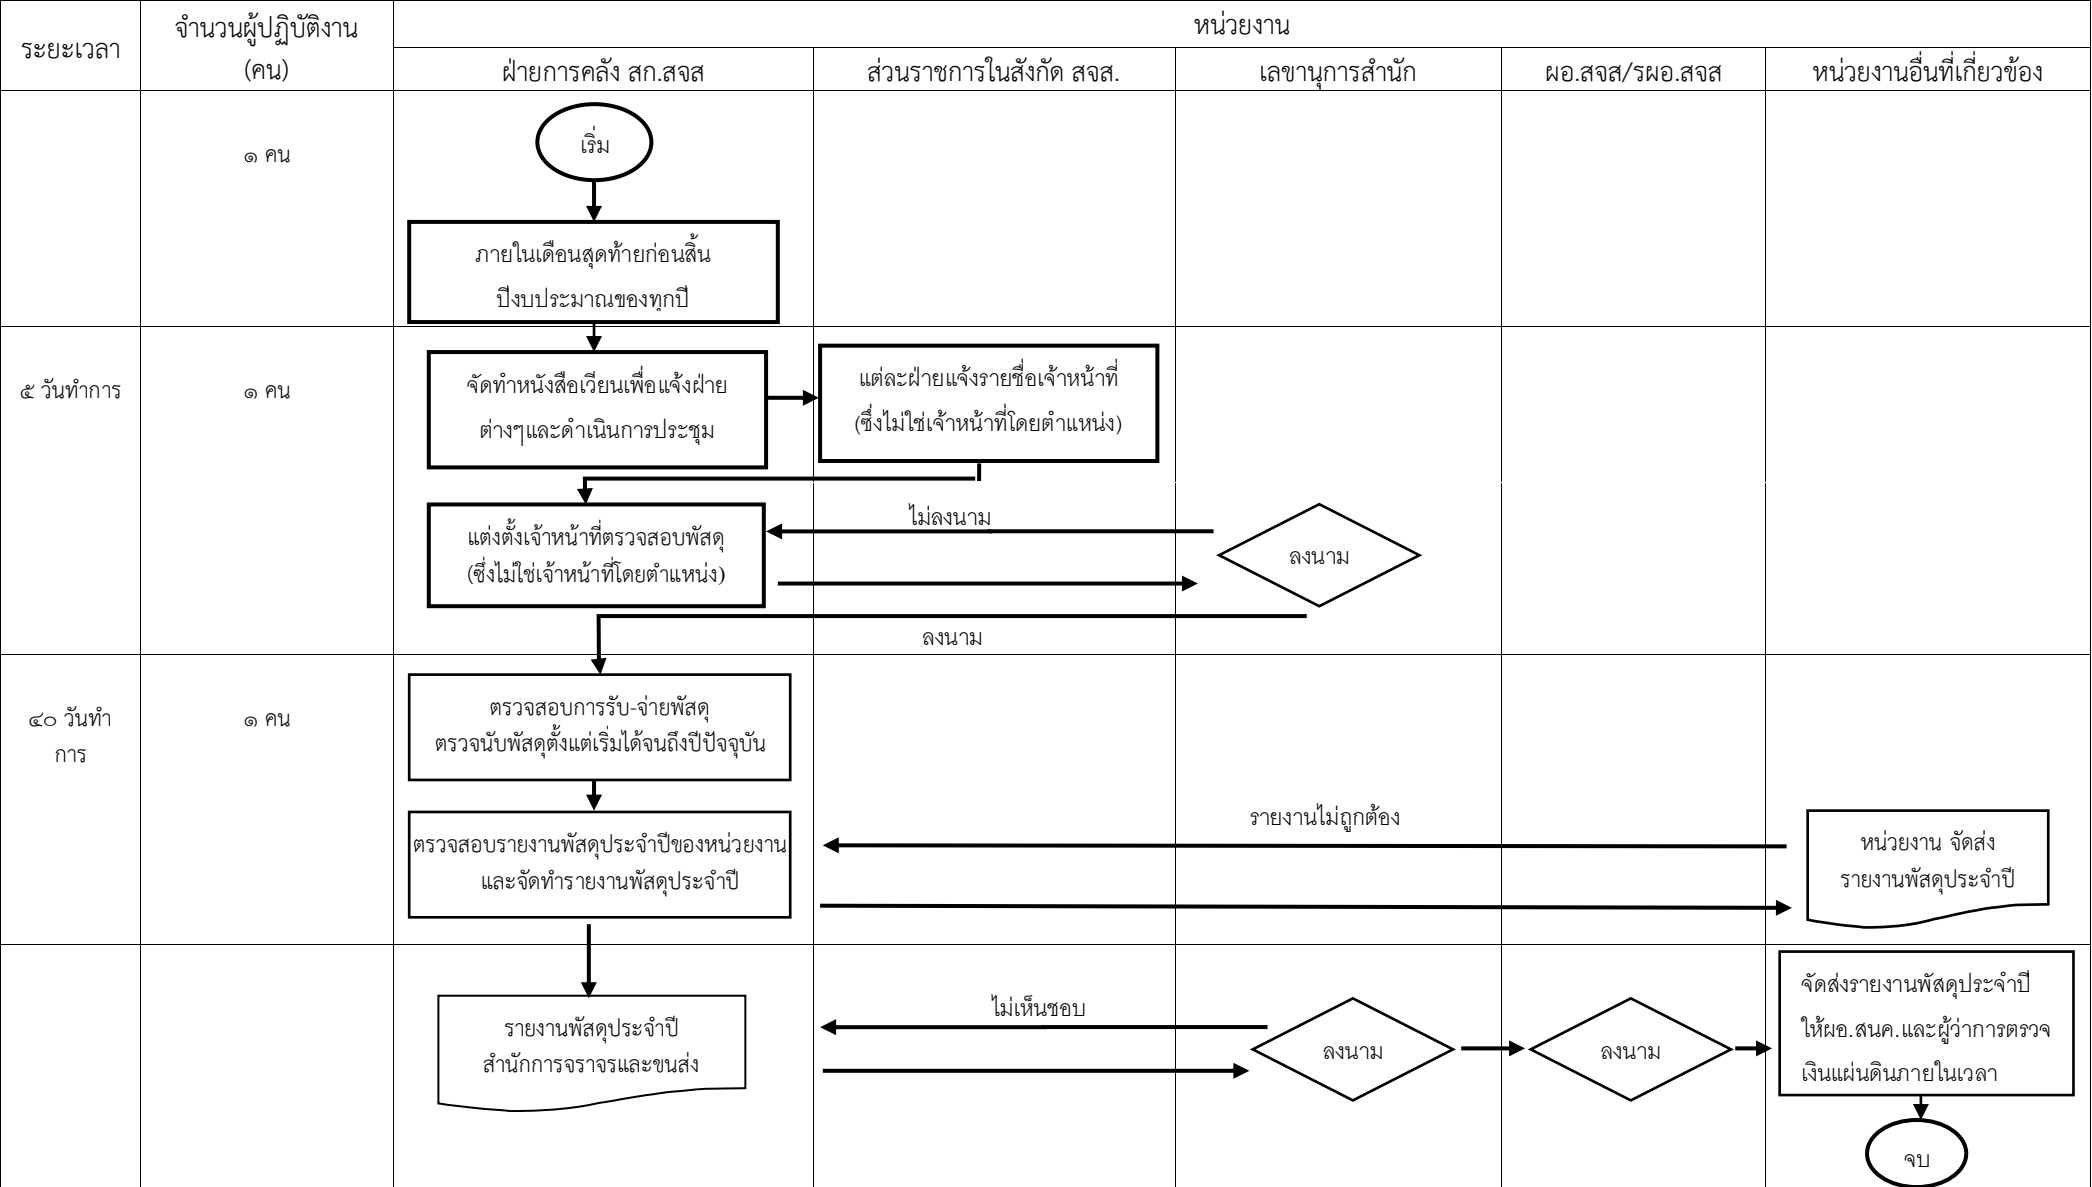 ระยะเวลา
จำนวนผู้ปฏิบัติงาน
(คน)
หน่วยงาน
ฝ่ายการคลัง สก.สจส
ส่วนราชการในสังกัด สจส.
เลขานุการสำนัก
ผอ.สจส/รผอ.สจส
หน่วยงานอื่นที่เกี่ยวข้อง
๑ คน
เริ่ม
ภายในเดือนสุดท้ายก่อนสิ้น
ปีงบประมาณของทุกปี
๕ วันทำการ
๑ คน
จัดทำหนังสือเวียนเพื่อแจ้งฝ่าย
ต่างๆและดำเนินการประชุม
แต่ละฝ่ายแจ้งรายชื่อเจ้าหน้าที่
(ซึ่งไม่ใช่เจ้าหน้าที่โดยตำแหน่ง)
แต่งตั้งเจ้าหน้าที่ตรวจสอบพัสดุ
(ซึ่งไม่ใช่เจ้าหน้าที่โดยตำแหน่ง)
ไม่ลงนาม
ลงนาม
ลงนาม
๔๐ วันทำ
การ
๑ คน
ตรวจสอบการรับ-จ่ายพัสดุ
ตรวจนับพัสดุตั้งแต่เริ่มได้จนถึงปีปัจจุบัน
ตรวจสอบรายงานพัสดุประจำปีของหน่วยงาน
และจัดทำรายงานพัสดุประจำปี
รายงานไม่ถูกต้อง
หน่วยงาน จัดส่ง
รายงานพัสดุประจำปี
รายงานพัสดุประจำปี
สำนักการจราจรและขนส่ง
ไม่เห็นชอบ
ลงนาม
ลงนาม
จัดส่งรายงานพัสดุประจำปี
ให้ผอ.สนค.และผู้ว่าการตรวจ
เงินแผ่นดินภายในเวลา
จบ